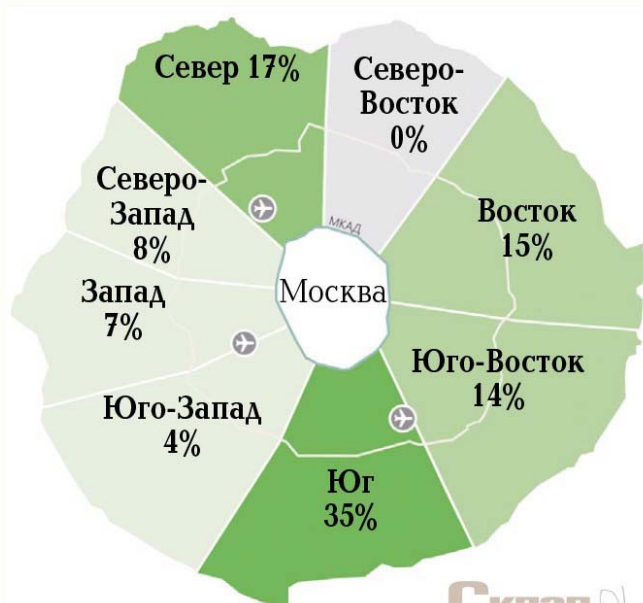 Север 17%
Северо-
Восток
0%
Северо-
Запад
8%
МКАД
Восток
15%
Запад
7%
Москва
Юго-Восток
14%
Юго-Запад
4%
Юг
35%